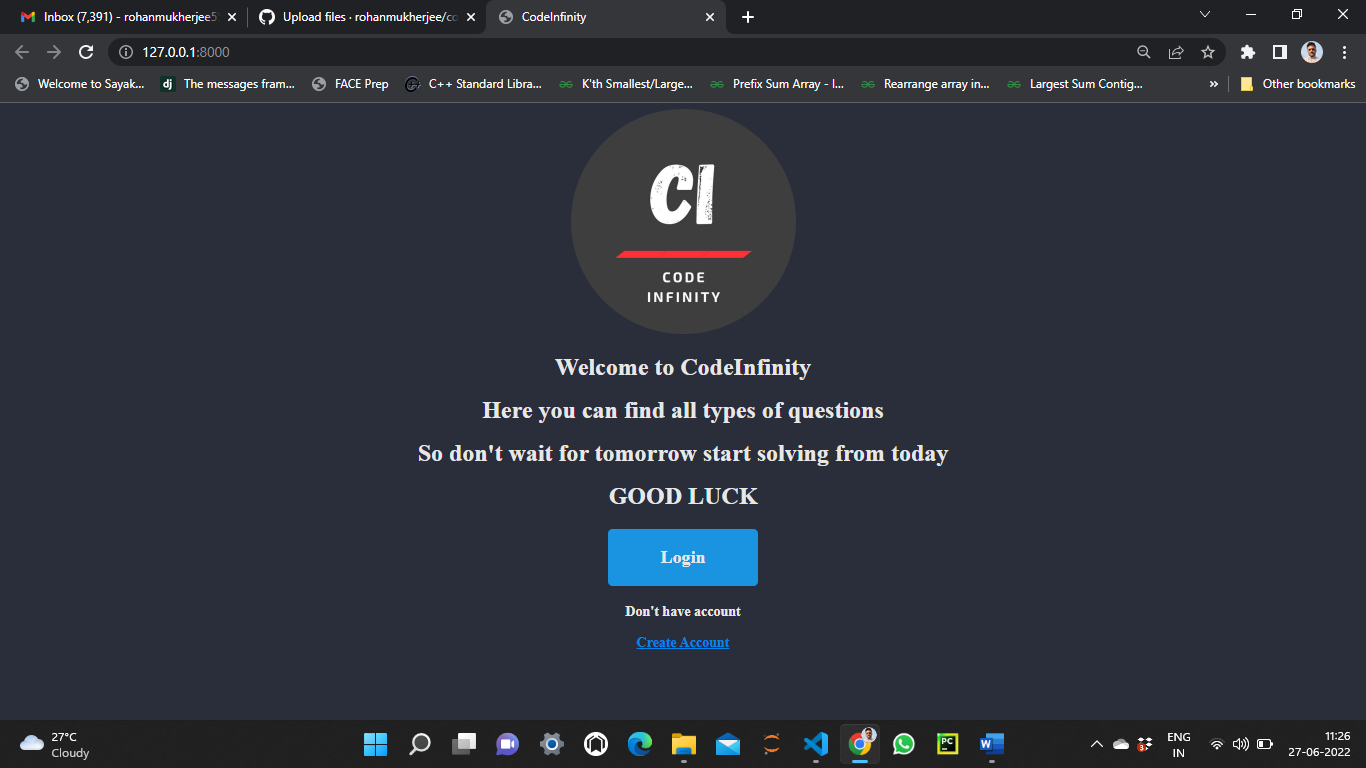 Inbox (7,391) - rohanmukherjee5
Upload files · rohanmukherjee/co
CodeInfinity
127.0.0.1:8000
Welcome to Sayak...
dj
The messages fram...
FACE Prep
C++ Standard Libra...
K'th Smallest/Large...
Prefix Sum Array - I...
Rearrange array in...
Largest Sum Contig...
»
Other bookmarks
CI
CODE
INFINITY
Welcome to CodeInfinity
Here you can find all types of questions
So don't wait for tomorrow start solving from today
GOOD LUCK
Login
Don't have account
Create Account
27°C
Cloudy
PC
W
3
ENG
IN
11:26
27-06-2022